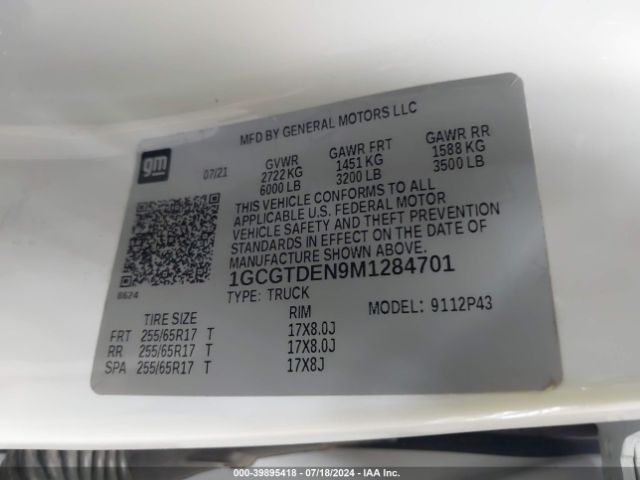 MFD BY GENERAL MOTORS LLC
gm
07/21
GVWR GAWR FRT GAWR RR
2722 KG 1451 KG 1588 KG
6000 LB 3200 LB 3500 LB
THIS VEHICLE CONFORMS TO ALL
APPLICABLE U.S. FEDERAL MOTOR
VEHICLE SAFETY AND THEFT PREVENTION
STANDARDS IN EFFECT ON THE DATE OF
MANUFACTURE SHOWN ABOVE.
1GCGTDEN9M1284701
8624
TYPE: TRUCK MODEL: 9112P43
TIRE SIZE RIM
FRT 255/65R17 T 17X8.0J
RR 255/65R17 T 17X8.0J
SPA 255/65R17 T 17X8J
000-39895418 - 07/18/2024 - IAA Inc.